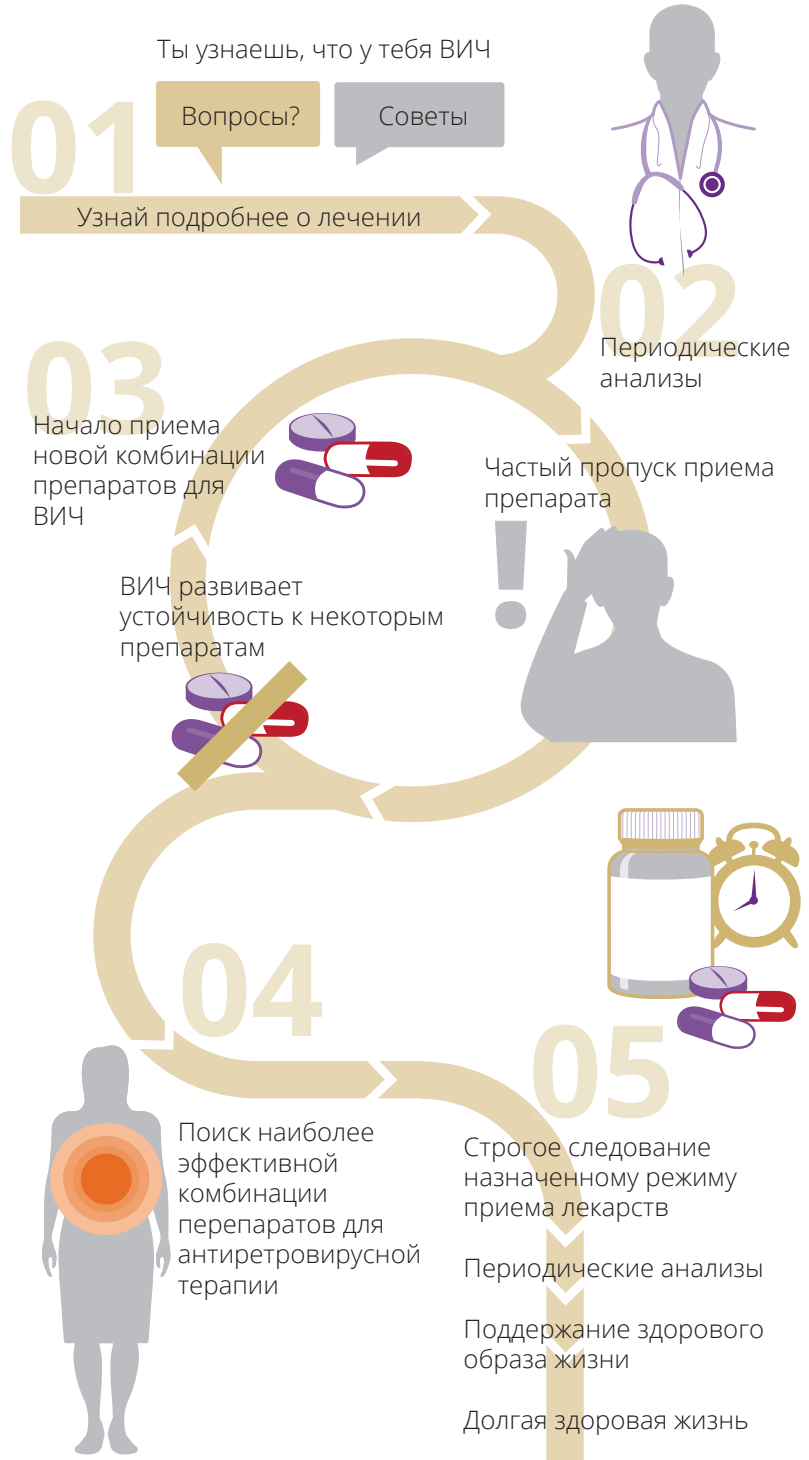 Ты узнаешь, что у тебя ВИЧ
Вопросы?
Советы
01
Узнай подробнее о лечении
02
Периодические
анализы
03
Начало приема
новой комбинации
препаратов для
ВИЧ
Частый пропуск приема
препарата
!
ВИЧ развивает
устойчивость к некоторым
препаратам
04
Поиск наиболее
эффективной
комбинации
перепаратов для
антиретровирусной
терапии
05
Строгое следование
назначенному режиму
приема лекарств
Периодические анализы
Поддержание здорового
образа жизни
Долгая здоровая жизнь